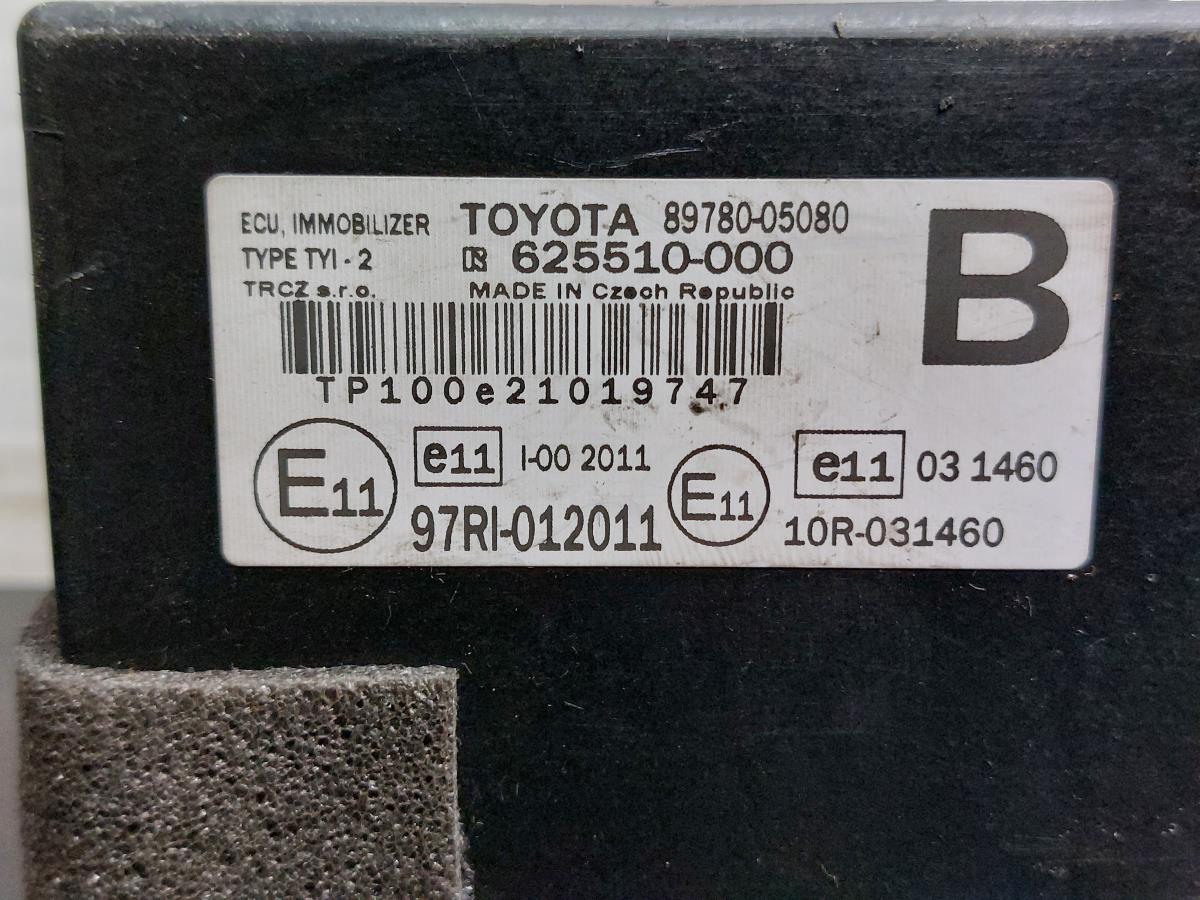 ECU, IMMOBILIZER TOYOTA 89780-05080
TYPE TYI - 2 625510-000
TRCZ s.r.o. MADE IN Czech Republic
B
TP100e21019747
E11 e11 I-00 2011
97RI-012011
E11 e11 03 1460
10R-031460